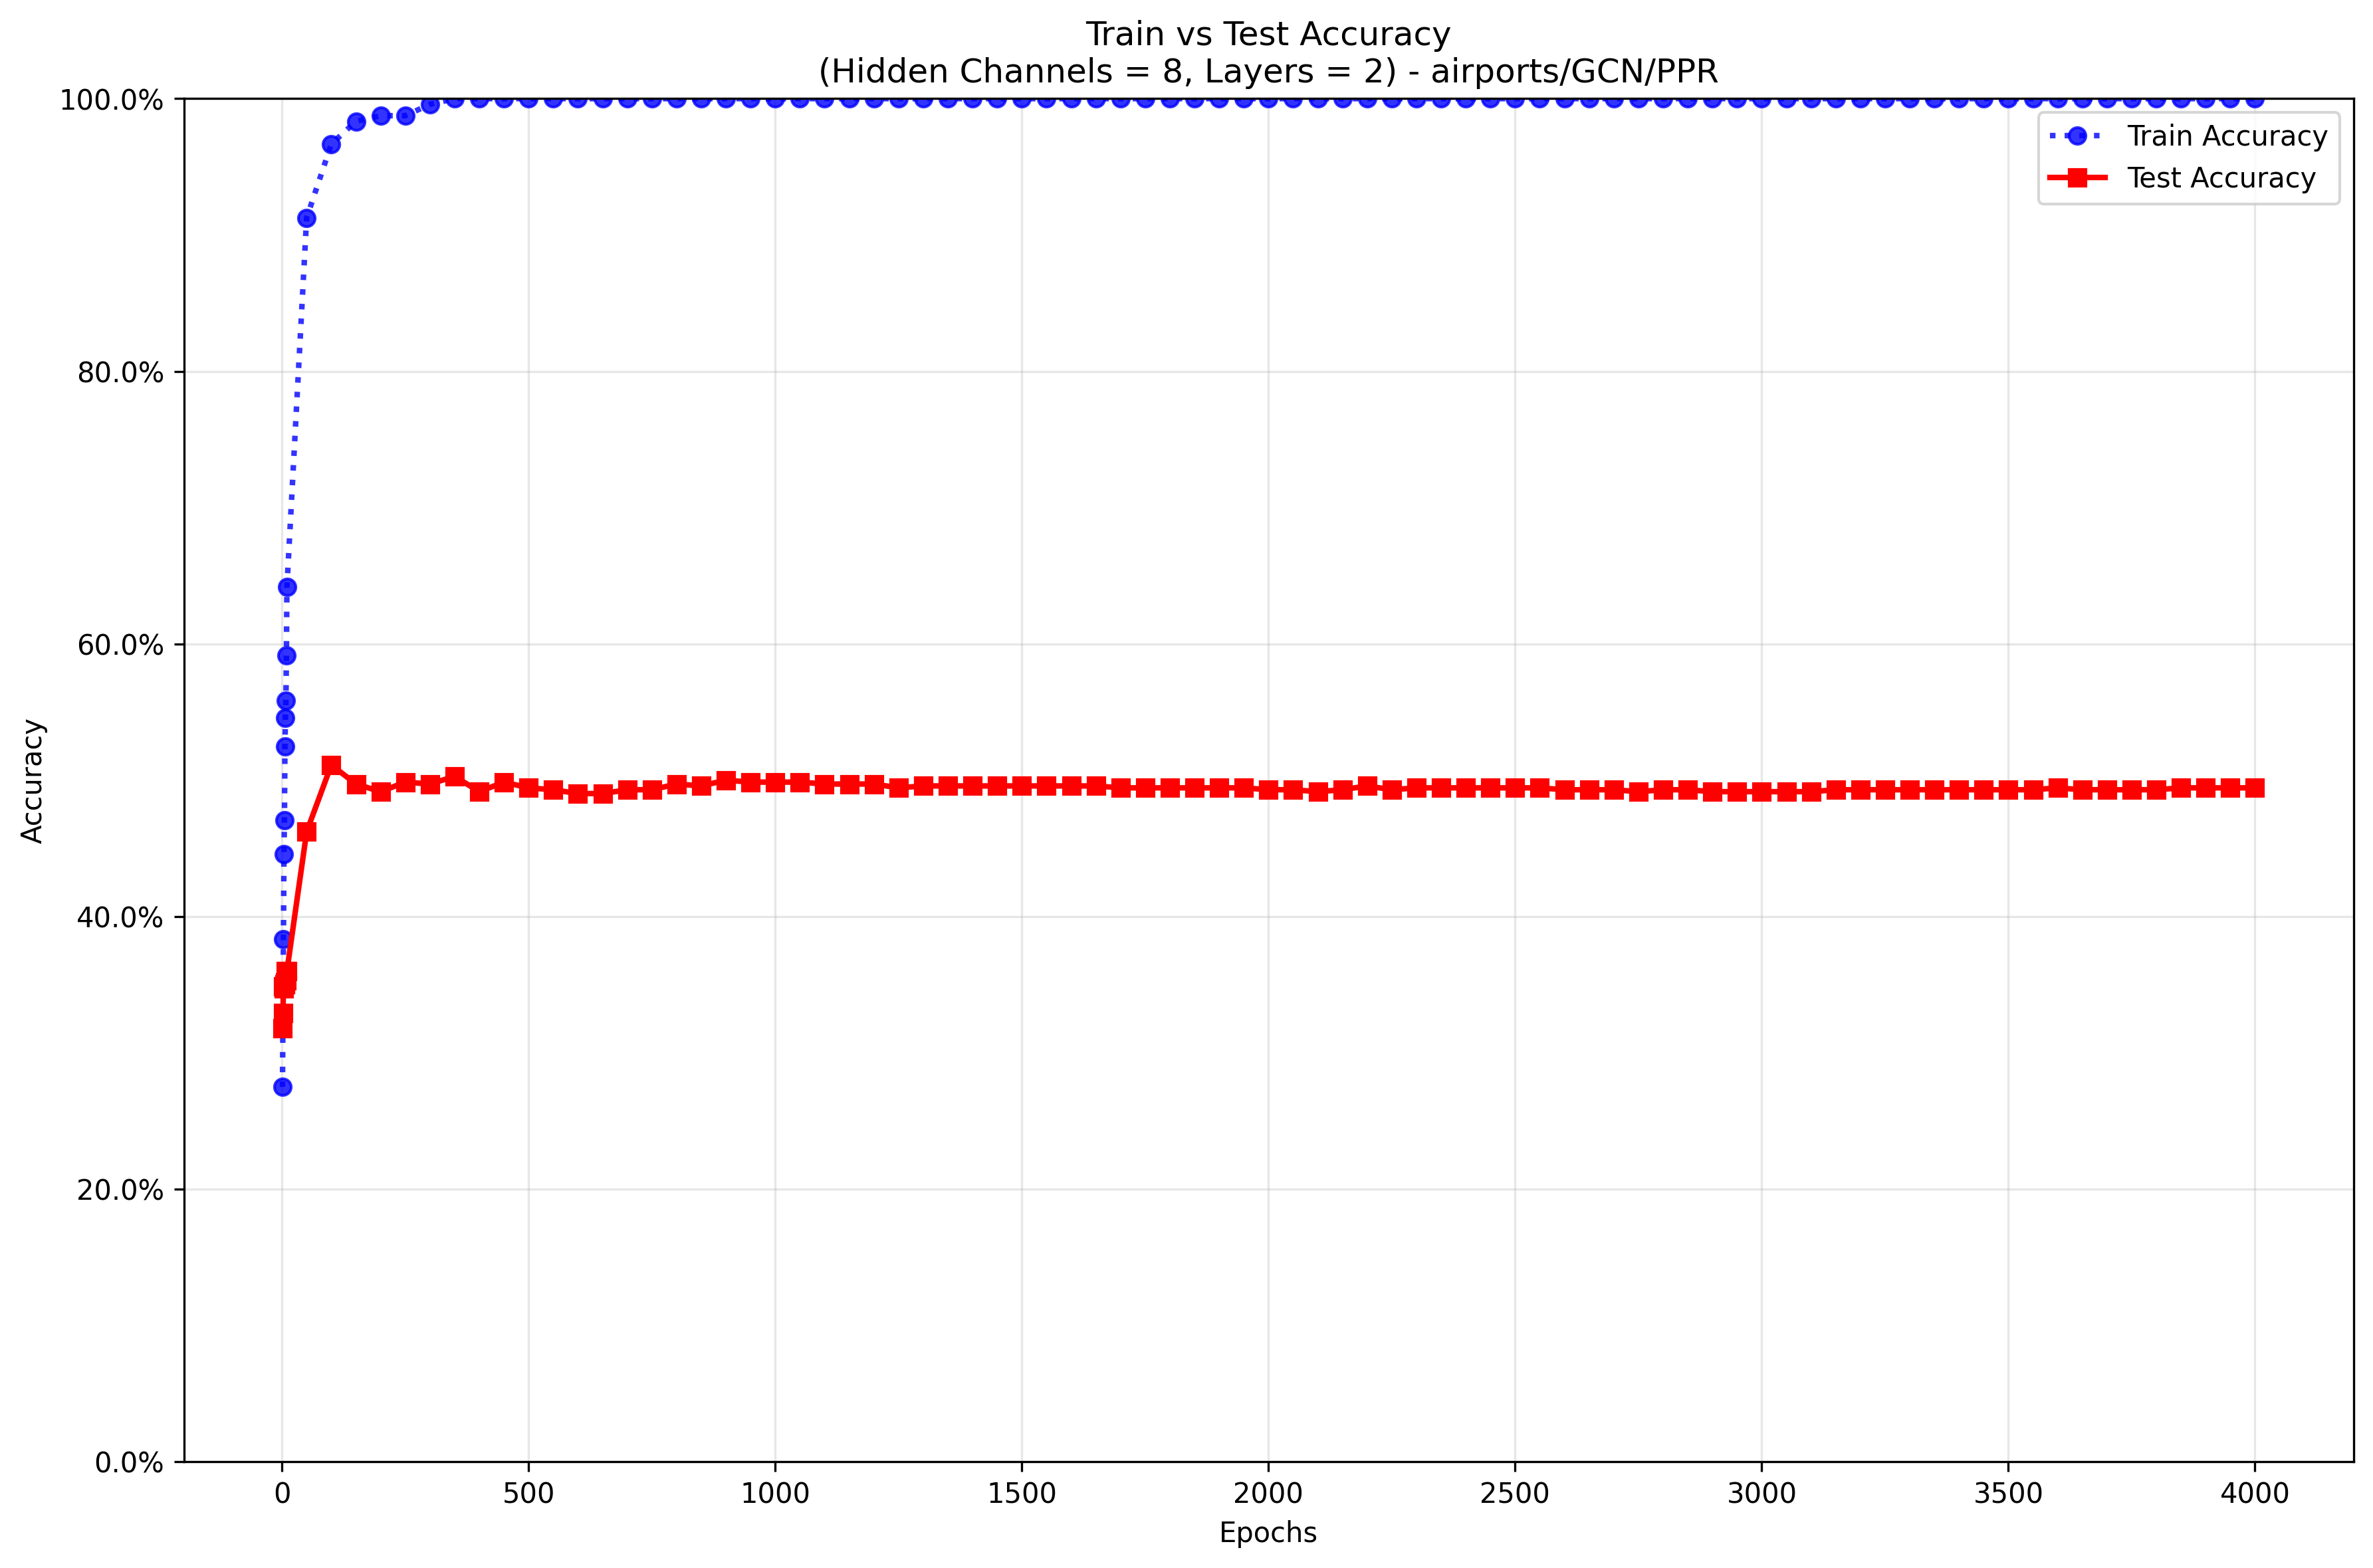 Train vs Test Accuracy
(Hidden Channels = 8, Layers = 2) - airports/GCN/PPR
100.0%
80.0%
60.0%
40.0%
20.0%
0.0%
Accuracy
Train Accuracy
Test Accuracy
0 500 1000 1500 2000 2500 3000 3500 4000
Epochs